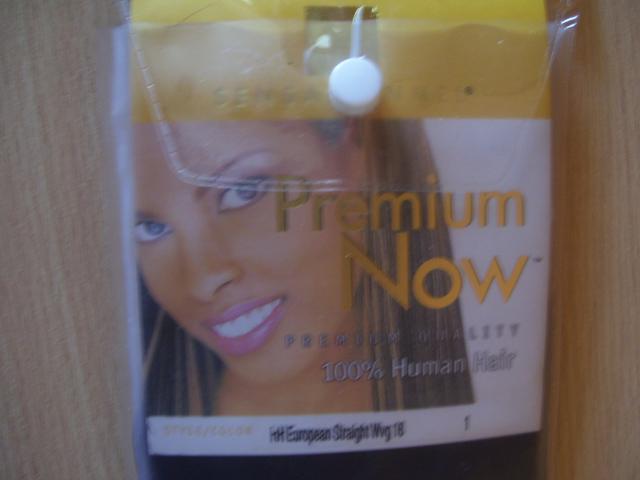 Premium
Now™
PREMIUM QUALITY
100% Human Hair
STYLE/COLOR HH European Straight Wvg 18 1